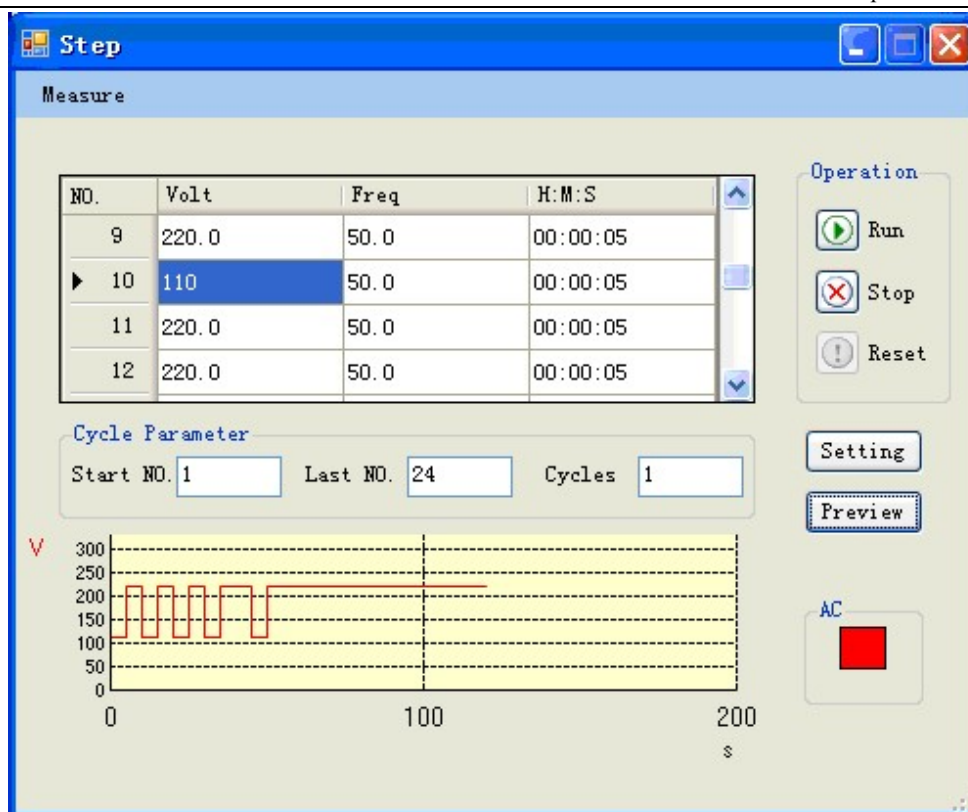 Step
Measure
NO. Volt Freq H:M:S
9 220.0 50.0 00:00:05
10 110 50.0 00:00:05
11 220.0 50.0 00:00:05
12 220.0 50.0 00:00:05
Operation
Run
Stop
Reset
Cycle Parameter
Start NO. 1 Last NO. 24 Cycles 1
Setting
Preview
V
300
250
200
150
100
50
0
0 100 200
s
AC